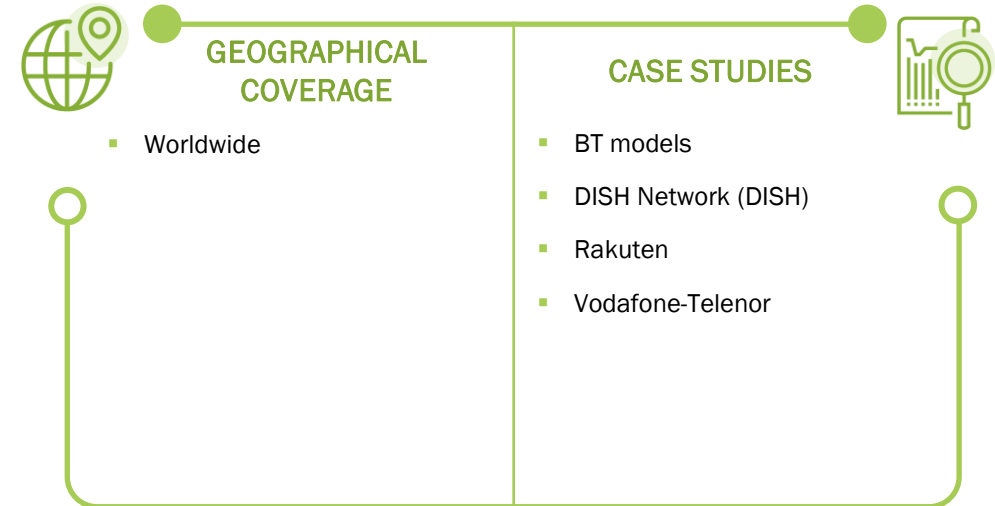 GEOGRAPHICAL
COVERAGE
▪ Worldwide
CASE STUDIES
▪ BT models
▪ DISH Network (DISH)
▪ Rakuten
▪ Vodafone-Telenor